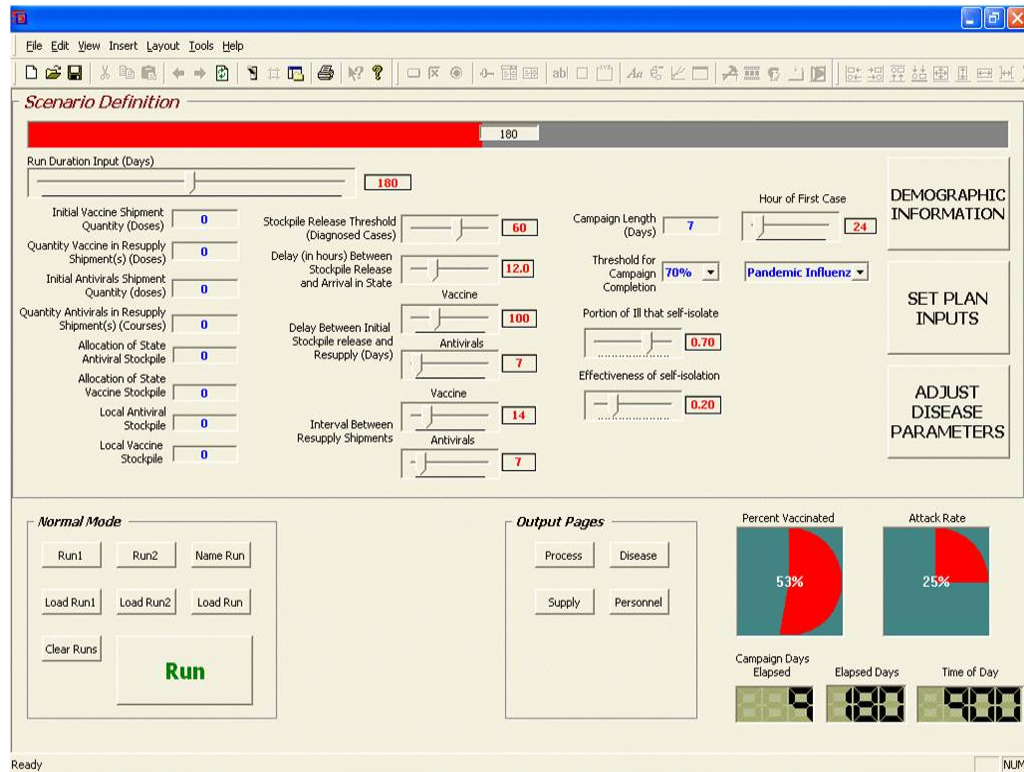 File Edit View Insert Layout Tools Help
Scenario Definition
180
Run Duration Input (Days)
180
Initial Vaccine Shipment
Quantity (Doses)
0
Quantity Vaccine in Resupply
Shipment(s) (Doses)
0
Initial Antivirals Shipment
Quantity (doses)
0
Quantity Antivirals in Resupply
Shipment(s) (Courses)
0
Allocation of State
Antiviral Stockpile
0
Allocation of State
Vaccine Stockpile
0
Local Antiviral
Stockpile
0
Local Vaccine
Stockpile
0
Stockpile Release Threshold
(Diagnosed Cases)
60
Delay (in hours) Between
Stockpile Release
and Arrival in State
12.0
Delay Between Initial
Stockpile release and
Resupply (Days)
Vaccine
100
Antivirals
7
Interval Between
Resupply Shipments
Vaccine
14
Antivirals
7
Campaign Length
(Days)
7
Threshold for
Campaign
Completion
70%
Portion of Ill that self-isolate
0.70
Effectiveness of self-isolation
0.20
Hour of First Case
24
Pandemic Influenz
DEMOGRAPHIC
INFORMATION
SET PLAN
INPUTS
ADJUST
DISEASE
PARAMETERS
Normal Mode
Run1 Run2 Name Run
Load Run1 Load Run2 Load Run
Clear Runs
Run
Output Pages
Process Disease
Supply Personnel
Percent Vaccinated
53%
Attack Rate
25%
Campaign Days
Elapsed
9
Elapsed Days
180
Time of Day
900
Ready
NUM